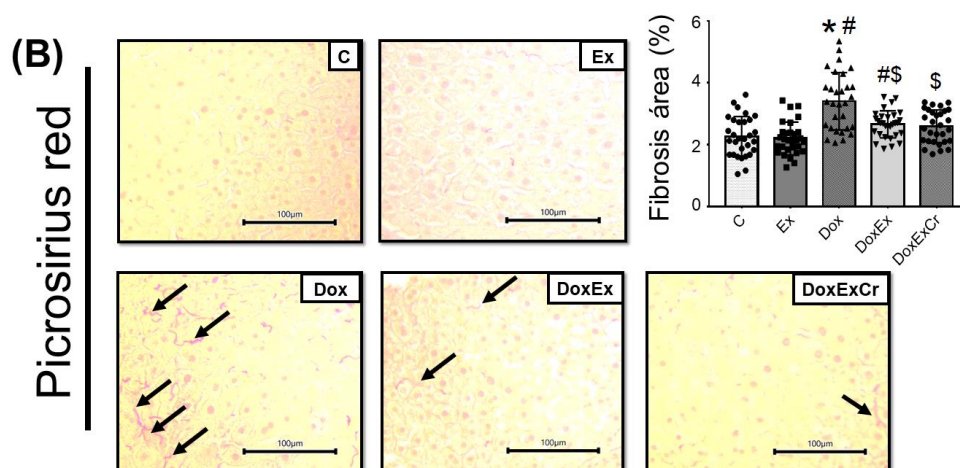 (B)
Picrosirius red
C
100µm
Ex
100µm
Fibrosis área (%)
6
4
2
0
* #
#$
$
C
Ex
Dox
DoxEx
DoxExCr
Dox
100µm
DoxEx
100µm
DoxExCr
100µm